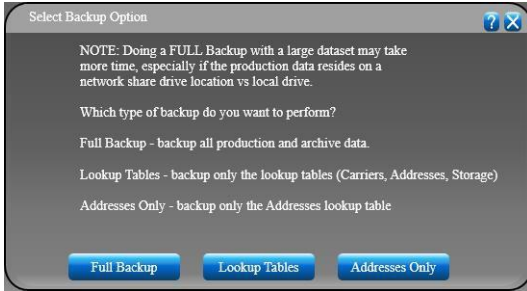 Select Backup Option
? X
NOTE: Doing a FULL Backup with a large dataset may take
more time, especially if the production data resides on a
network share drive location vs local drive.
Which type of backup do you want to perform?
Full Backup - backup all production and archive data.
Lookup Tables - backup only the lookup tables (Carriers, Addresses, Storage)
Addresses Only - backup only the Addresses lookup table
Full Backup Lookup Tables Addresses Only